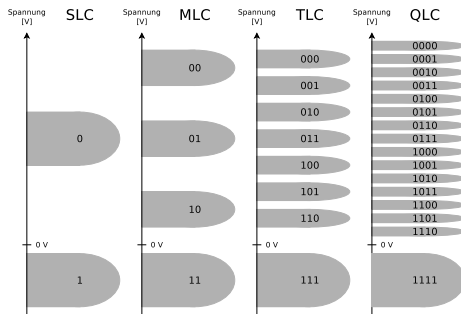 SLC
Spannung
[V]
0
0 V
1
MLC
Spannung
[V]
00
01
10
0 V
11
TLC
Spannung
[V]
000
001
010
011
100
101
110
0 V
111
QLC
Spannung
[V]
0000
0001
0010
0011
0100
0101
0110
0111
1000
1001
1010
1011
1100
1101
1110
0 V
1111